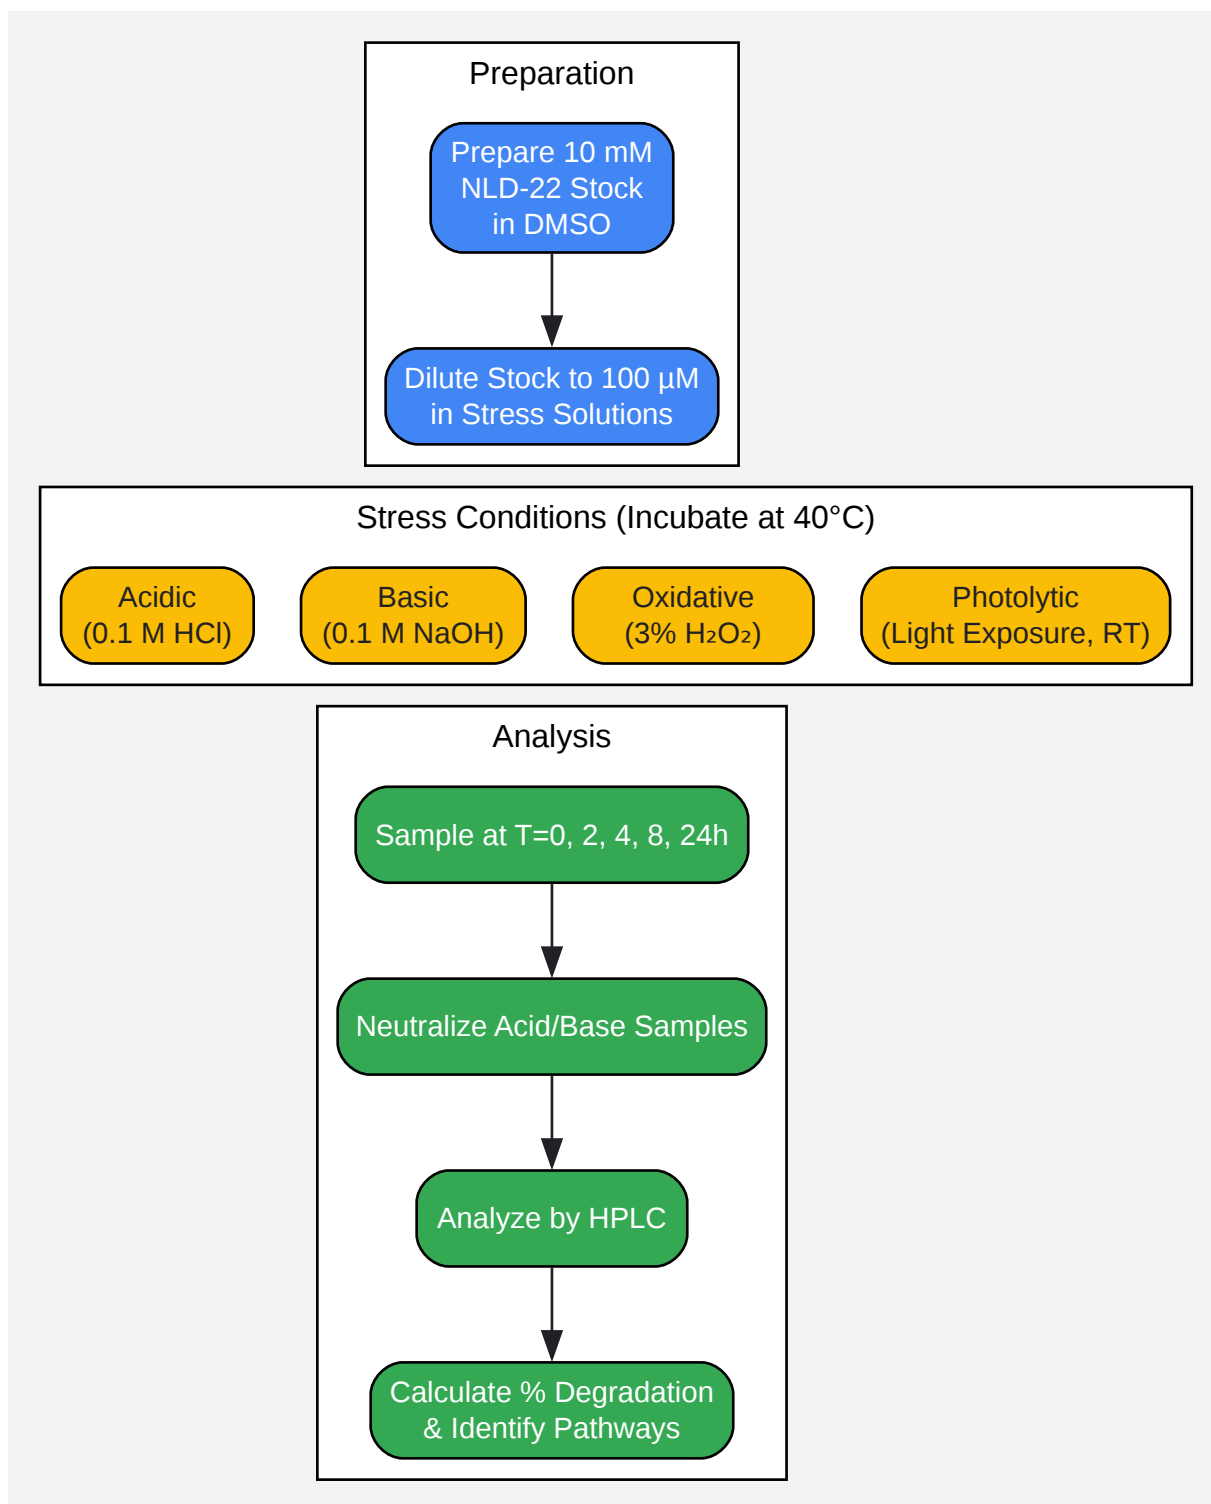 Preparation
Prepare 10 mM
NLD-22 Stock
in DMSO
Dilute Stock to 100 µM
in Stress Solutions
Stress Conditions (Incubate at 40°C)
Acidic
(0.1 M HCl)
Basic
(0.1 M NaOH)
Oxidative
(3% H₂O₂)
Photolytic
(Light Exposure, RT)
Analysis
Sample at T=0, 2, 4, 8, 24h
Neutralize Acid/Base Samples
Analyze by HPLC
Calculate % Degradation
& Identify Pathways